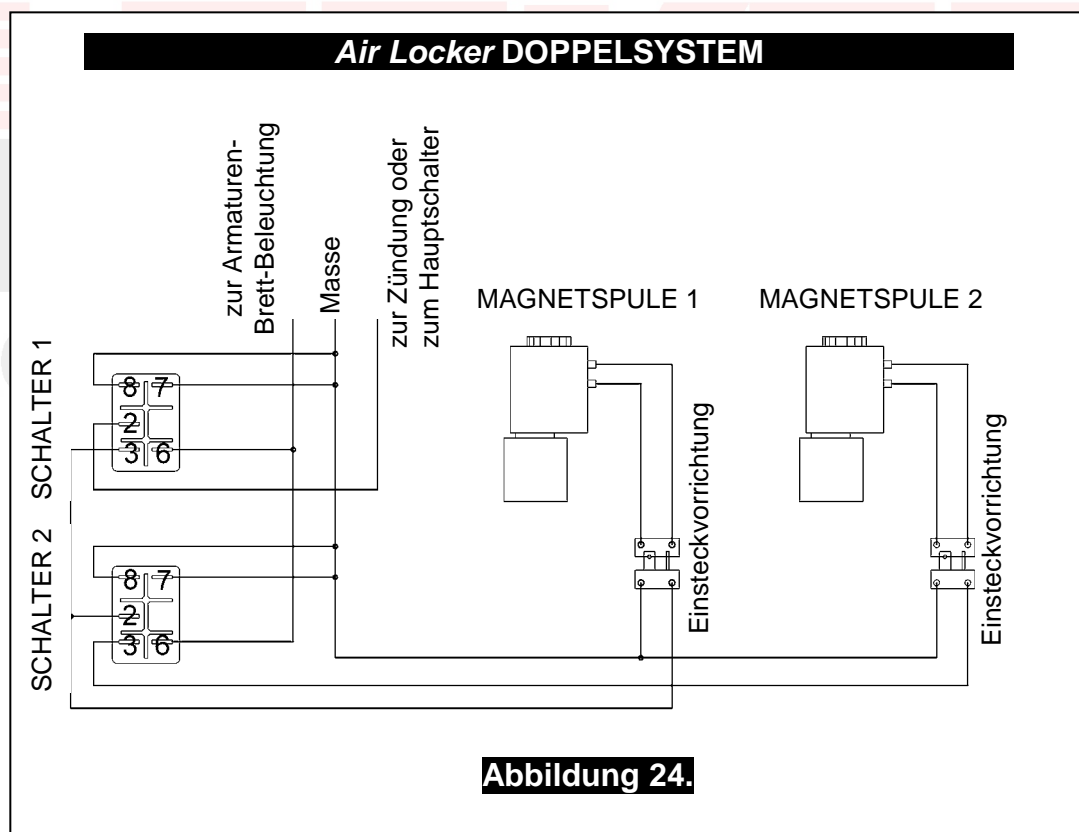 Air Locker DOPPELSYSTEM
zur Armaturen-
Brett-Beleuchtung
Masse
zur Zündung oder
zum Hauptschalter
MAGNETSPULE 1
MAGNETSPULE 2
SCHALTER 1
8 7
2
3 6
SCHALTER 2
8 7
2
3 6
Einsteckvorrichtung
Einsteckvorrichtung
Abbildung 24.